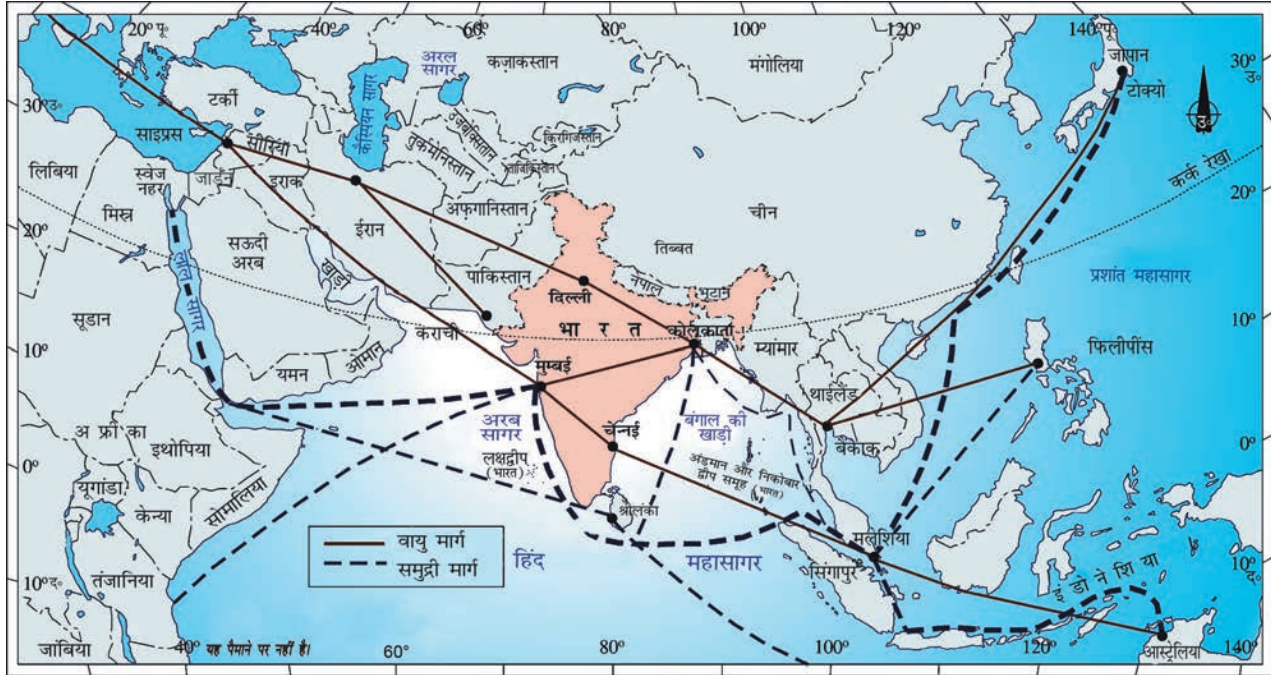 20° पू.
40°
60°
80°
100°
120°
140° पू.
जापान
टोक्यो
30° उ.
30° उ.
उ.
अरल
सागर
कज़ाकस्तान
मंगोलिया
कैस्पियन सागर
टर्की
साइप्रस
सीरिया
उज़बेकिस्तान
तुर्कमेनिस्तान
किरगिजस्तान
ताजिकिस्तान
लिबिया
स्वेज
नहर
जार्डन
इराक
ईरान
अफ़गानिस्तान
चीन
कर्क रेखा
20°
मिस्र
सऊदी
अरब
तिब्बत
पाकिस्तान
नेपाल
भूटान
20°
दिल्ली
प्रशांत महासागर
लाल सागर
खाड़ी
सूडान
कराची
भारत
कोलकाता
म्यांमार
10°
10°
ओमान
यमन
मुम्बई
फिलीपींस
थाईलैंड
अफ्रीका
इथोपिया
अरब
सागर
चेन्नई
बंगाल की
खाड़ी
बैंकाक
0°
0°
लक्षद्वीप
(भारत)
अंडमान और निकोबार
द्वीप समूह (भारत)
यूगांडा
केन्या
सोमालिया
श्रीलंका
मलेशिया
वायु मार्ग
समुद्री मार्ग
हिंद
महासागर
सिंगापुर
इंडोनेशिया
तंजानिया
10° द.
10° द.
जांबिया
40°
यह पैमाने पर नहीं है।
60°
80°
100°
120°
आस्ट्रेलिया
140°